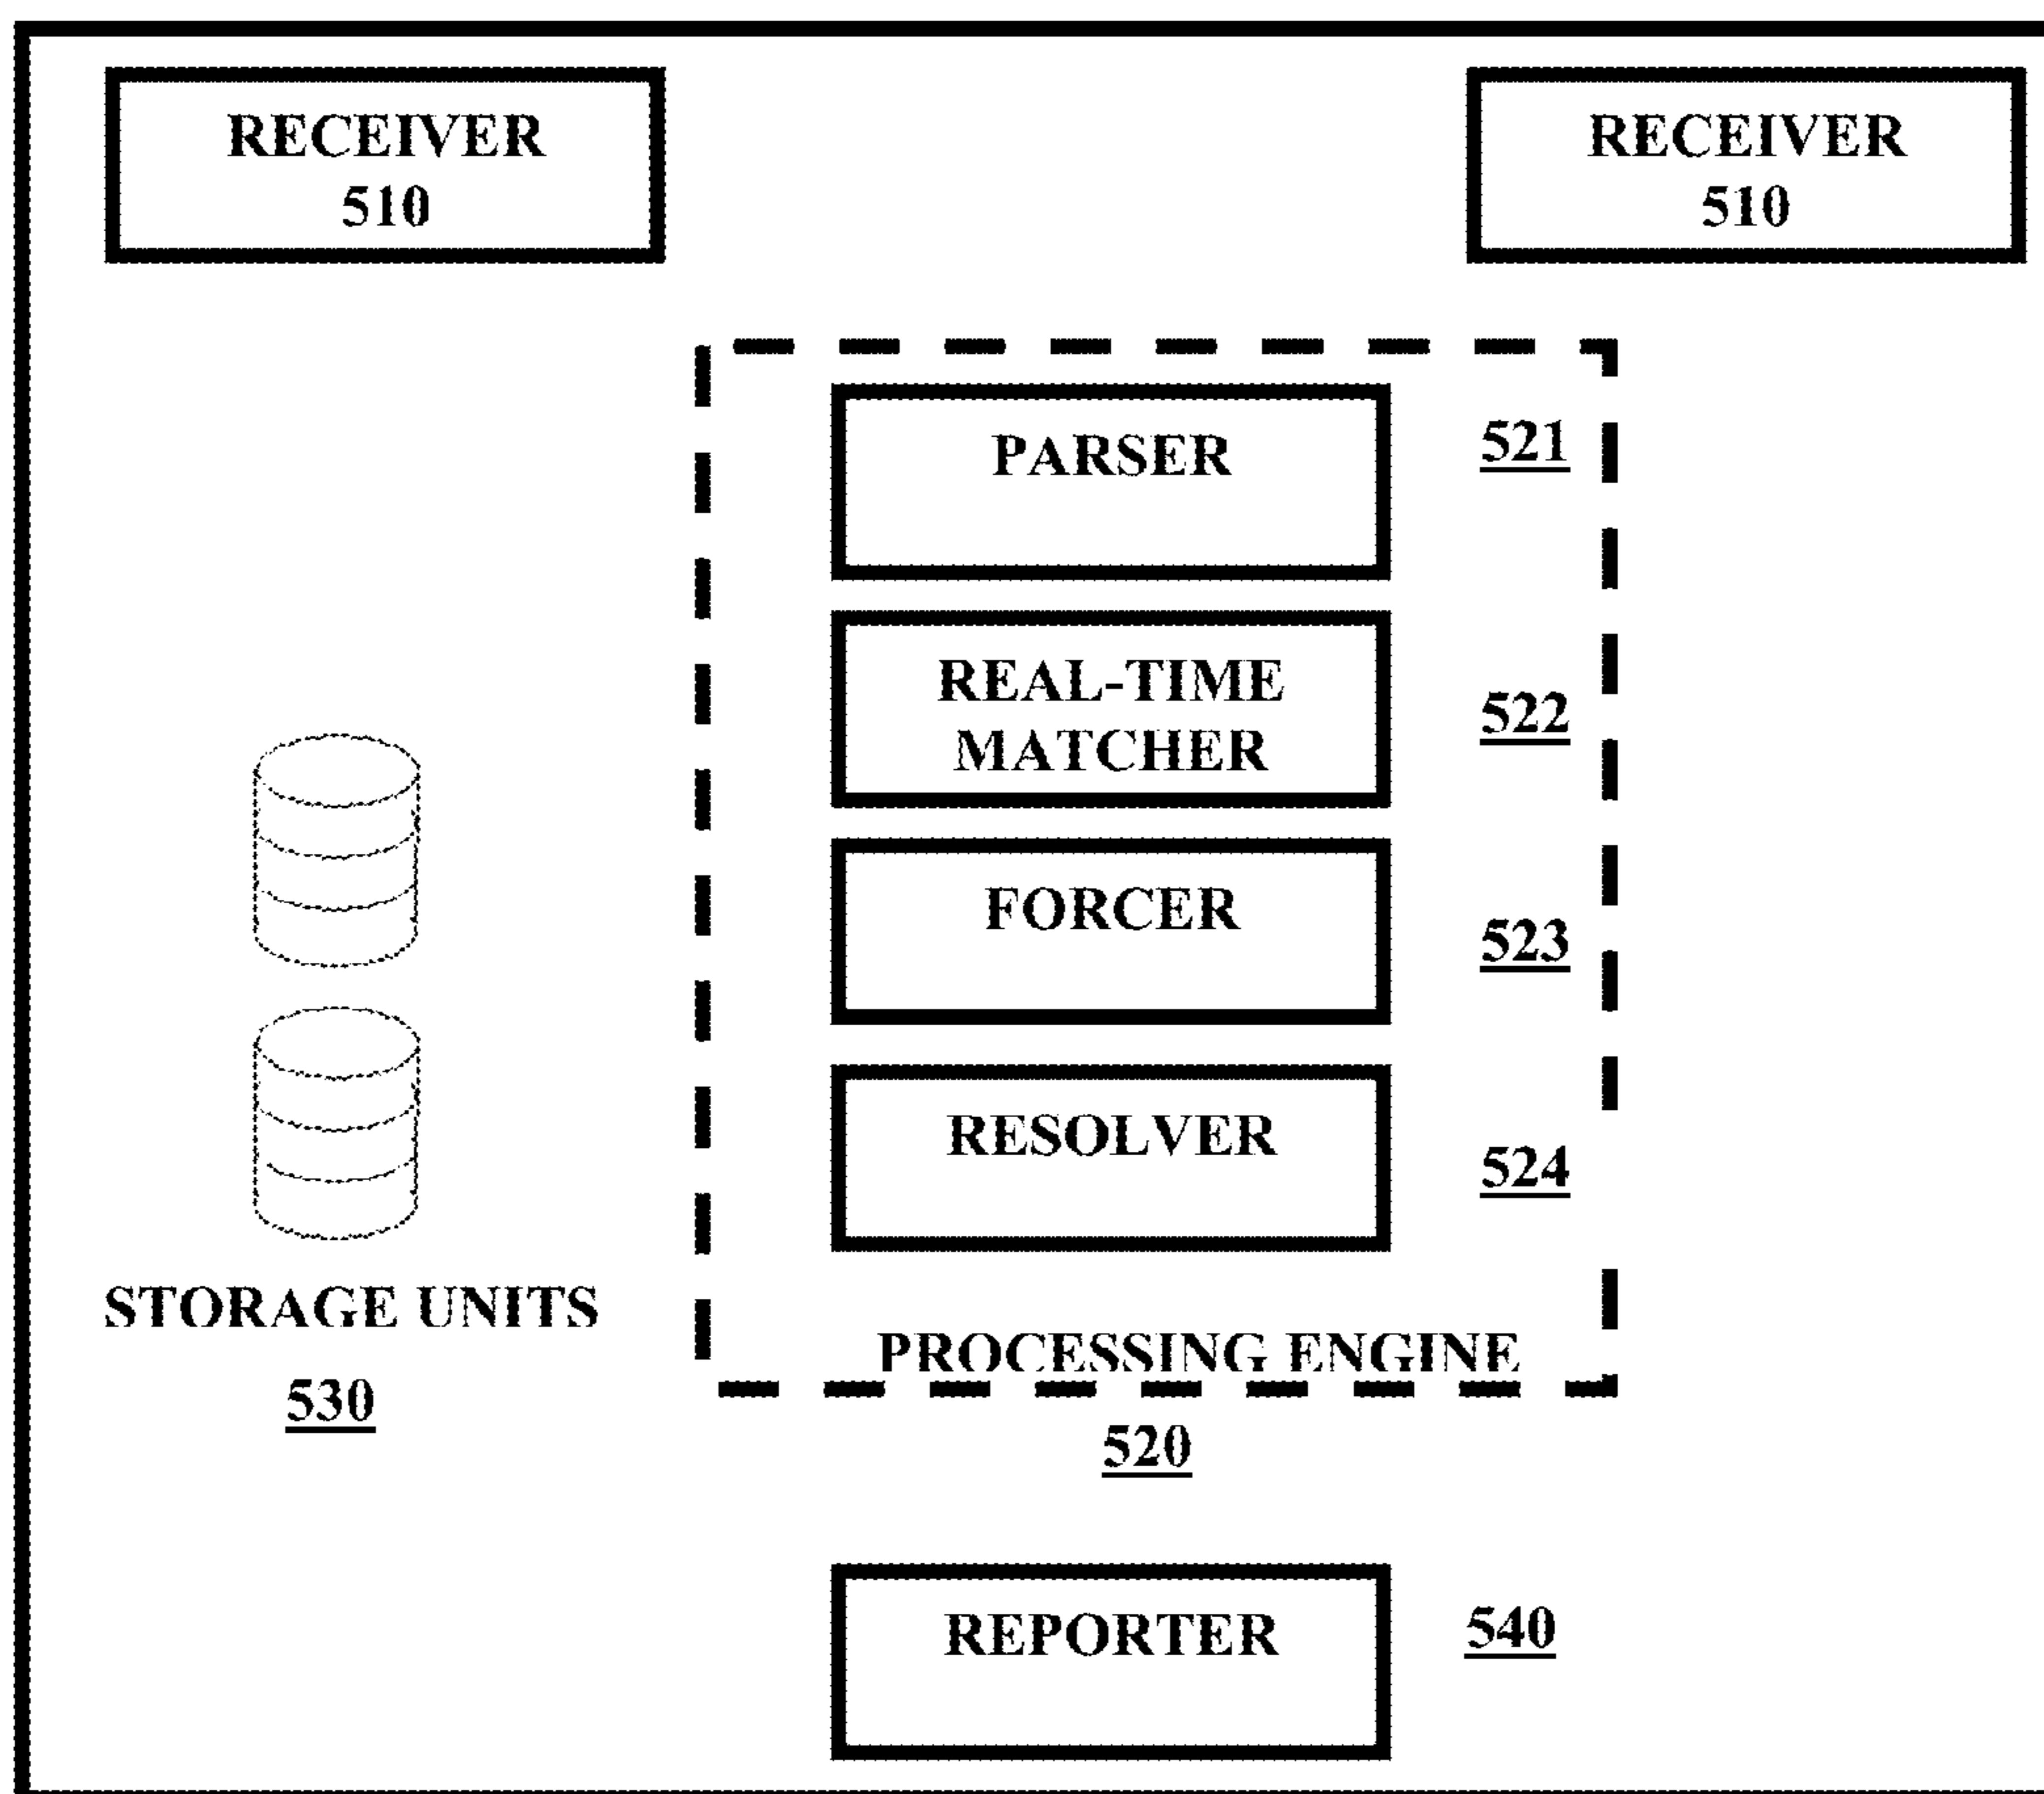 RECEIVER
510
RECEIVER
510
PARSER
521
REAL-TIME
MATCHER
522
FORCER
523
RESOLVER
524
STORAGE UNITS
530
PROCESSING ENGINE
520
REPORTER
540